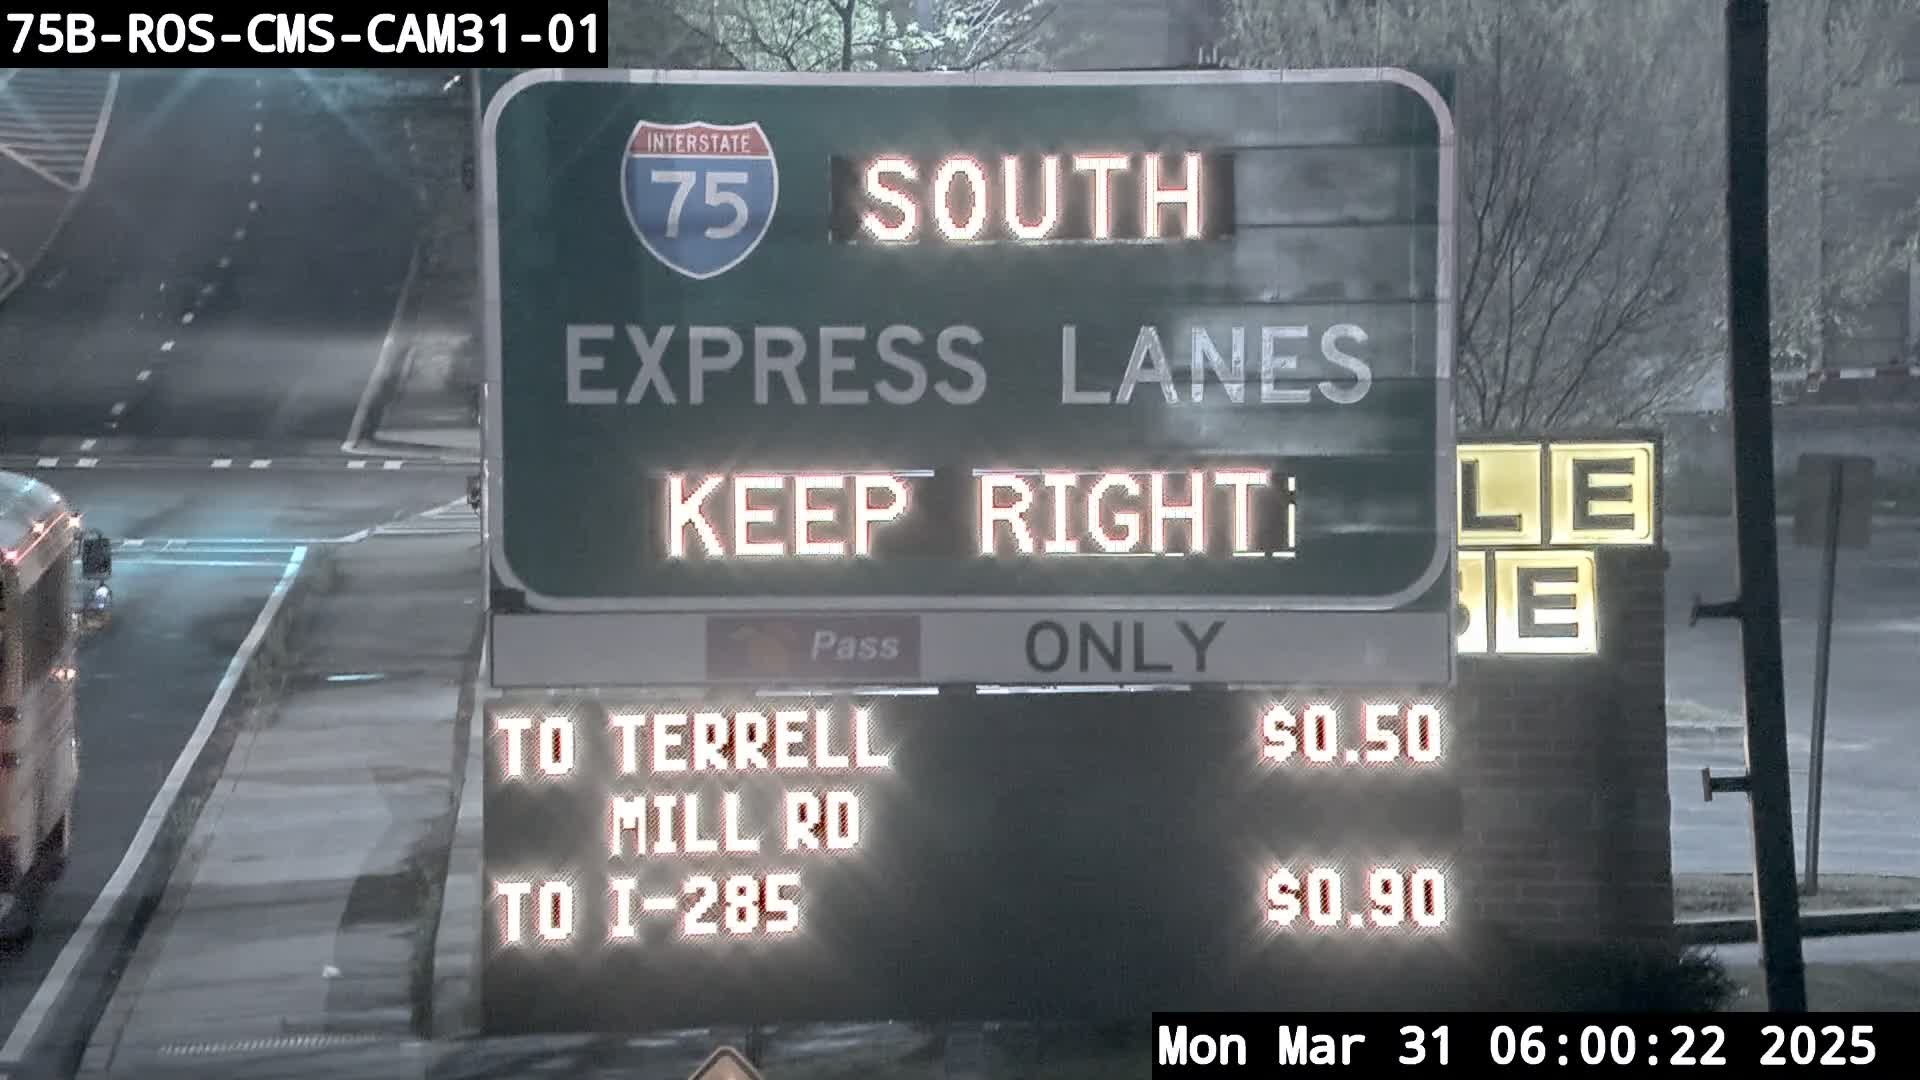 75B-ROS-CMS-CAM31-01
INTERSTATE
75
SOUTH
EXPRESS LANES
KEEP RIGHT
Pass ONLY
TO TERRELL $0.50
MILL RD
TO I-285 $0.90
LE
E
Mon Mar 31 06:00:22 2025